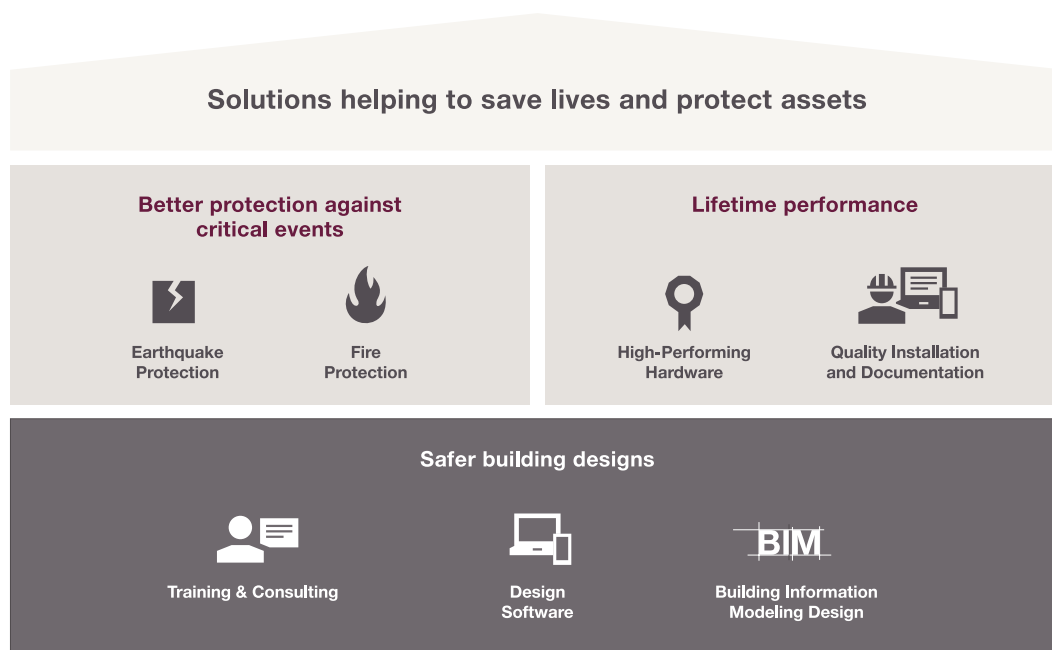 Solutions helping to save lives and protect assets
Better protection against
critical events
Earthquake
Protection
Fire
Protection
Lifetime performance
High-Performing
Hardware
Quality Installation
and Documentation
Safer building designs
Training & Consulting
Design
Software
BIM
Building Information
Modeling Design